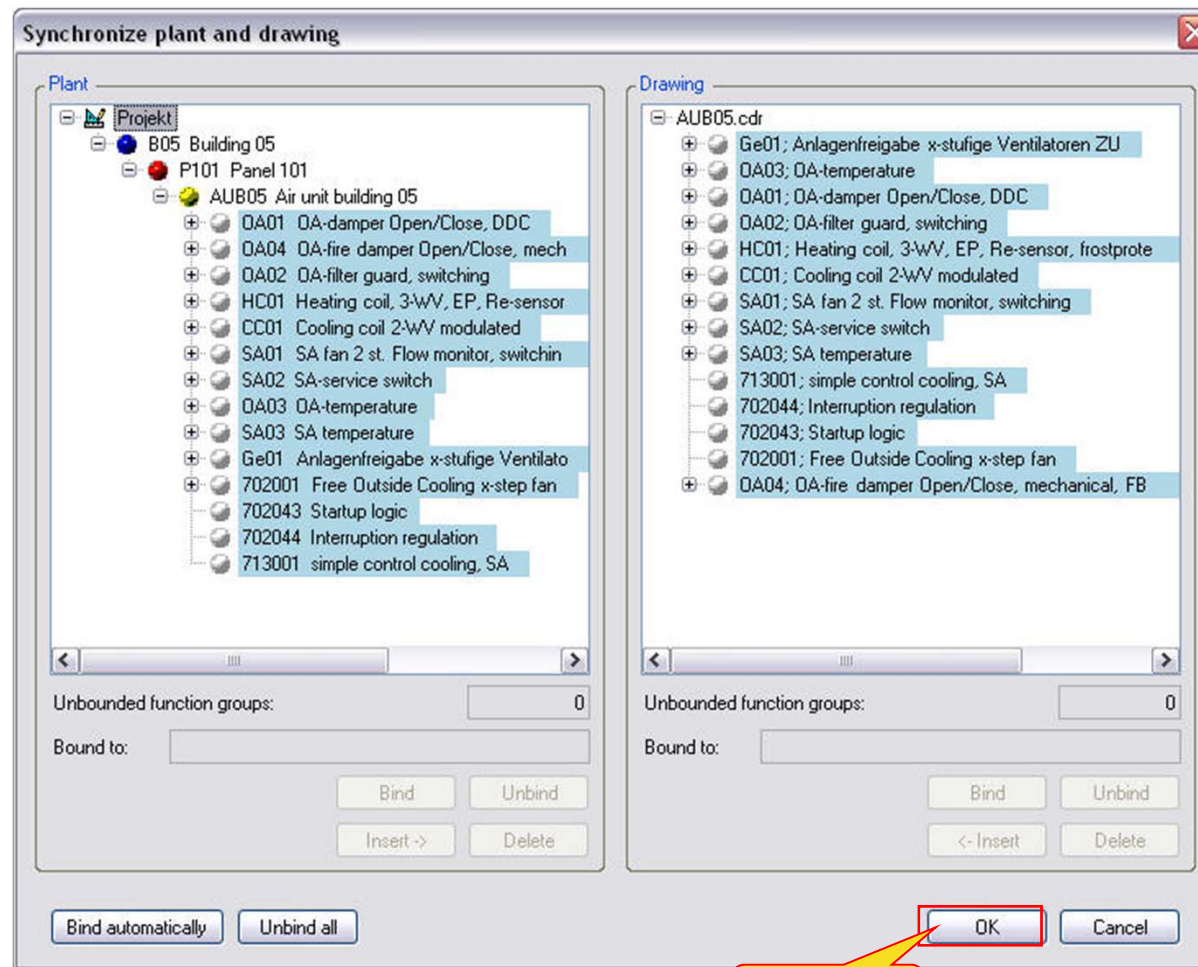 Synchronize plant and drawing
Plant
Projekt
B05 Building 05
P101 Panel 101
AUB05 Air unit building 05
OA01 OA-damper Open/Close, DDC
OA04 OA-fire damper Open/Close, mech
OA02 OA-filter guard, switching
HC01 Heating coil, 3-WV, EP, Re-sensor
CC01 Cooling coil 2-WV modulated
SA01 SA fan 2 st. Flow monitor, switchin
SA02 SA-service switch
OA03 OA-temperature
SA03 SA temperature
Ge01 Anlagenfreigabe x-stufige Ventilato
702001 Free Outside Cooling x-step fan
702043 Startup logic
702044 Interruption regulation
713001 simple control cooling, SA
Unbounded function groups: 0
Bound to:
Bind Unbind
Insert -> Delete
Drawing
AUB05.cdr
Ge01; Anlagenfreigabe x-stufige Ventilatoren ZU
OA03; OA-temperature
OA01; OA-damper Open/Close, DDC
OA02; OA-filter guard, switching
HC01; Heating coil, 3-WV, EP, Re-sensor, frostprote
CC01; Cooling coil 2-WV modulated
SA01; SA fan 2 st. Flow monitor, switching
SA02; SA-service switch
SA03; SA temperature
713001; simple control cooling, SA
702044; Interruption regulation
702043; Startup logic
702001; Free Outside Cooling x-step fan
OA04; OA-fire damper Open/Close, mechanical, FB
Unbounded function groups: 0
Bound to:
Bind Unbind
<- Insert Delete
Bind automatically Unbind all OK Cancel